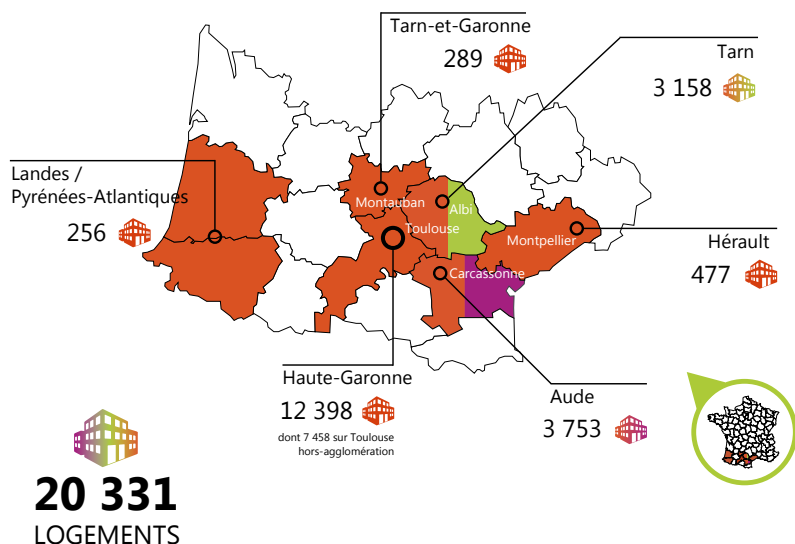 Tarn-et-Garonne
289
Tarn
3 158
Landes /
Pyrénées-Atlantiques
256
Montauban
Albi
Toulouse
Montpellier
Carcassonne
Hérault
477
Haute-Garonne
12 398
dont 7 458 sur Toulouse
hors-agglomération
Aude
3 753
20 331
LOGEMENTS